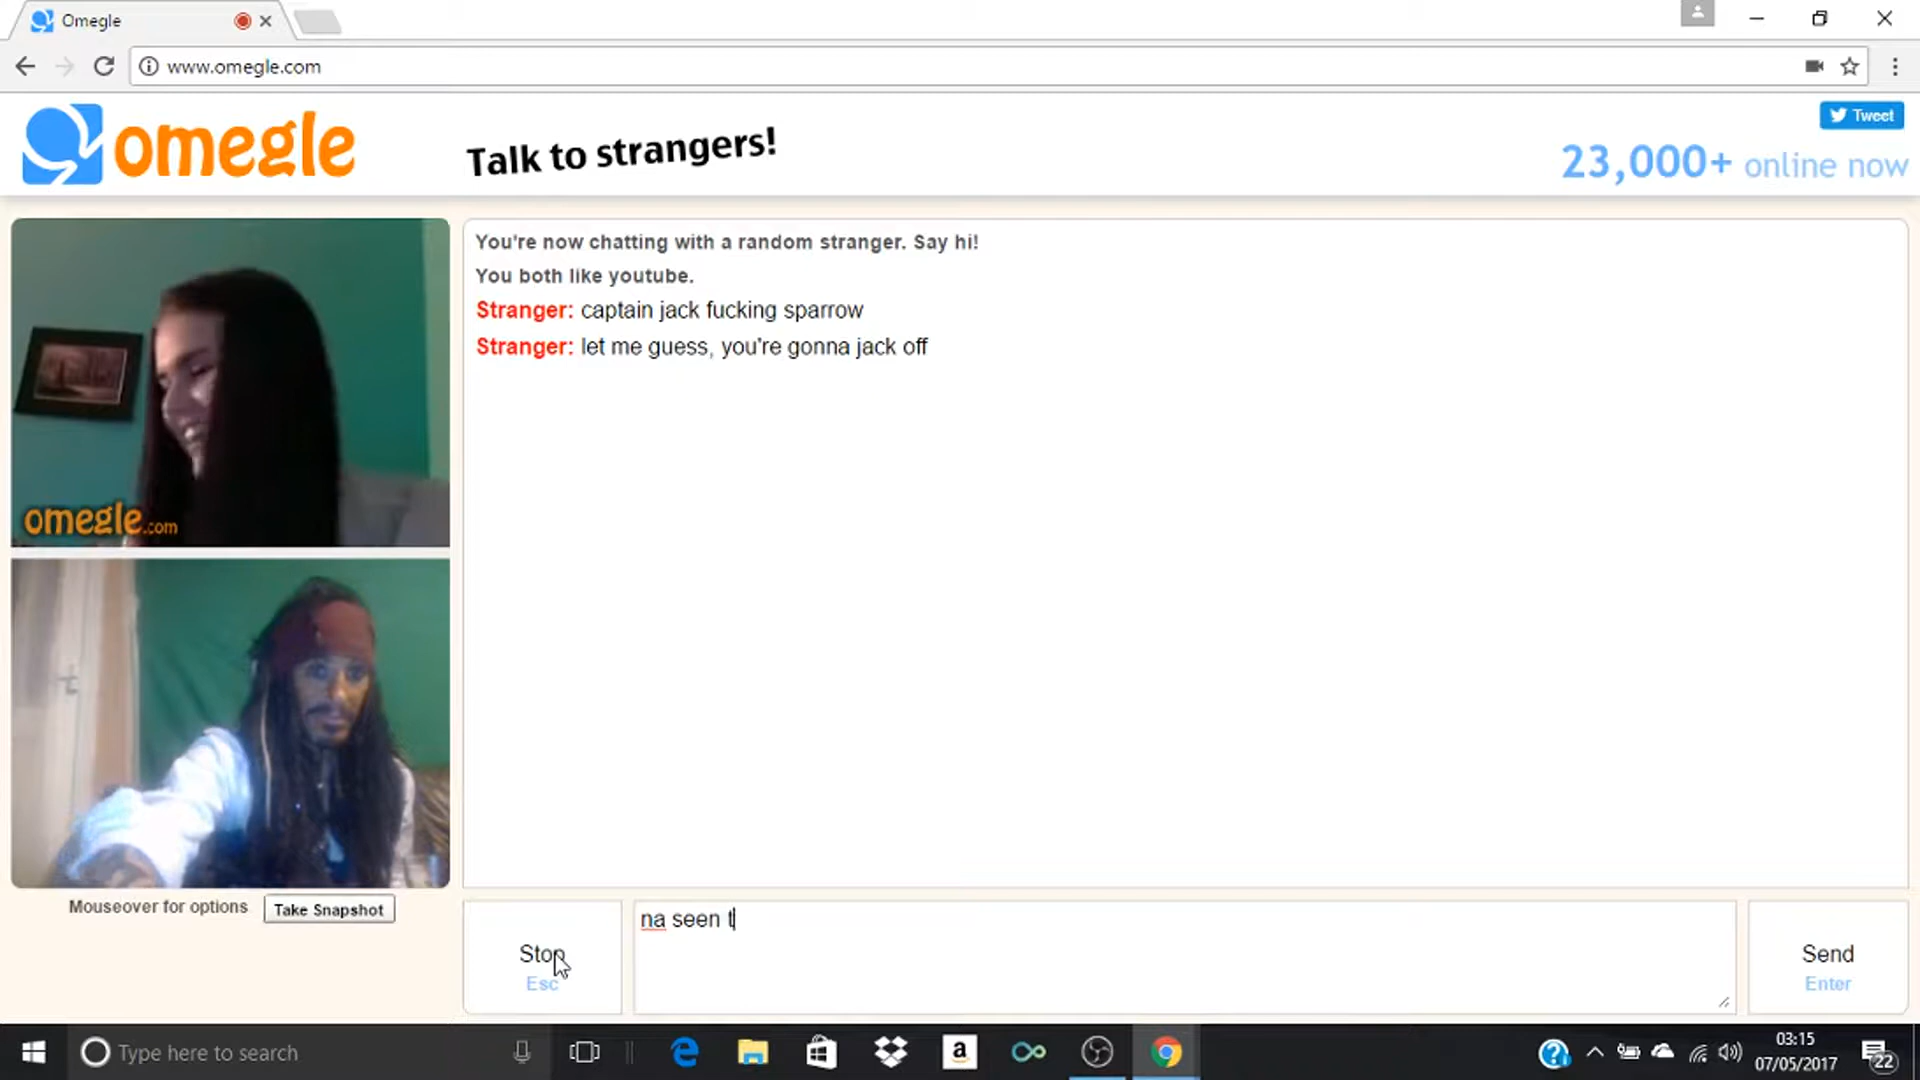 Omegle
www.omegle.com
omegle
Talk to strangers!
Tweet
23,000+ online now
You're now chatting with a random stranger. Say hi!
You both like youtube.
Stranger: captain jack fucking sparrow
Stranger: let me guess, you're gonna jack off
omegle.com
Mouseover for options
Take Snapshot
Stop
Esc
na seen t
Send
Enter
Type here to search
a
03:15
07/05/2017
22